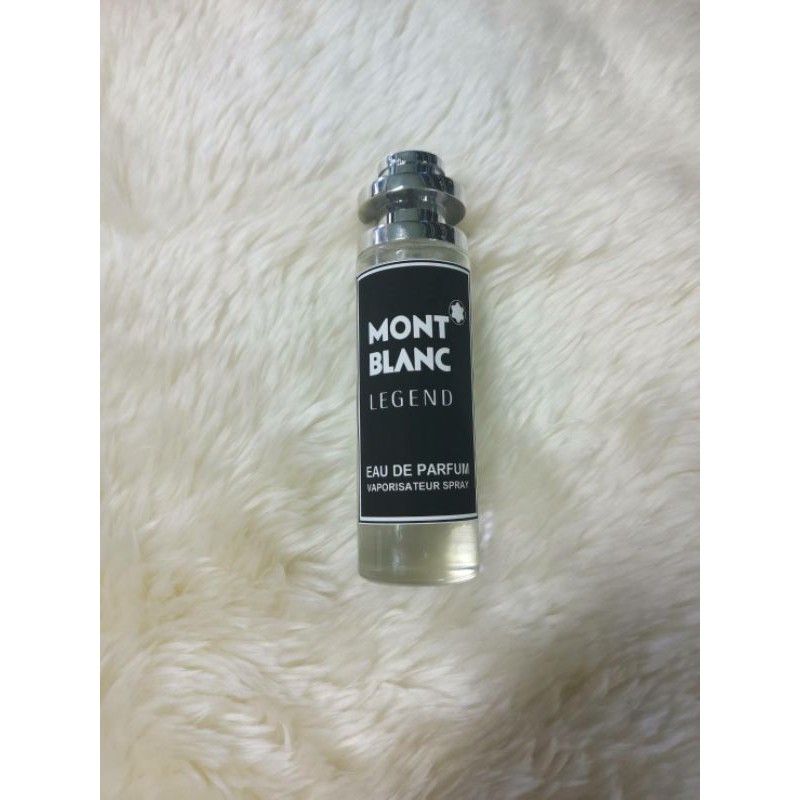 MONT
BLANC
LEGEND
EAU DE PARFUM
VAPORISATEUR SPRAY